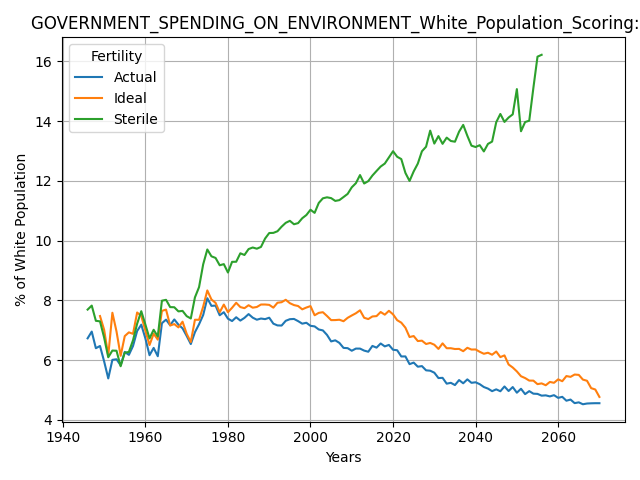 GOVERNMENT_SPENDING_ON_ENVIRONMENT_White_Population_Scoring:
Fertility
Actual
Ideal
Sterile
% of White Population
16
14
12
10
8
6
4
1940
1960
1980
2000
2020
2040
2060
Years